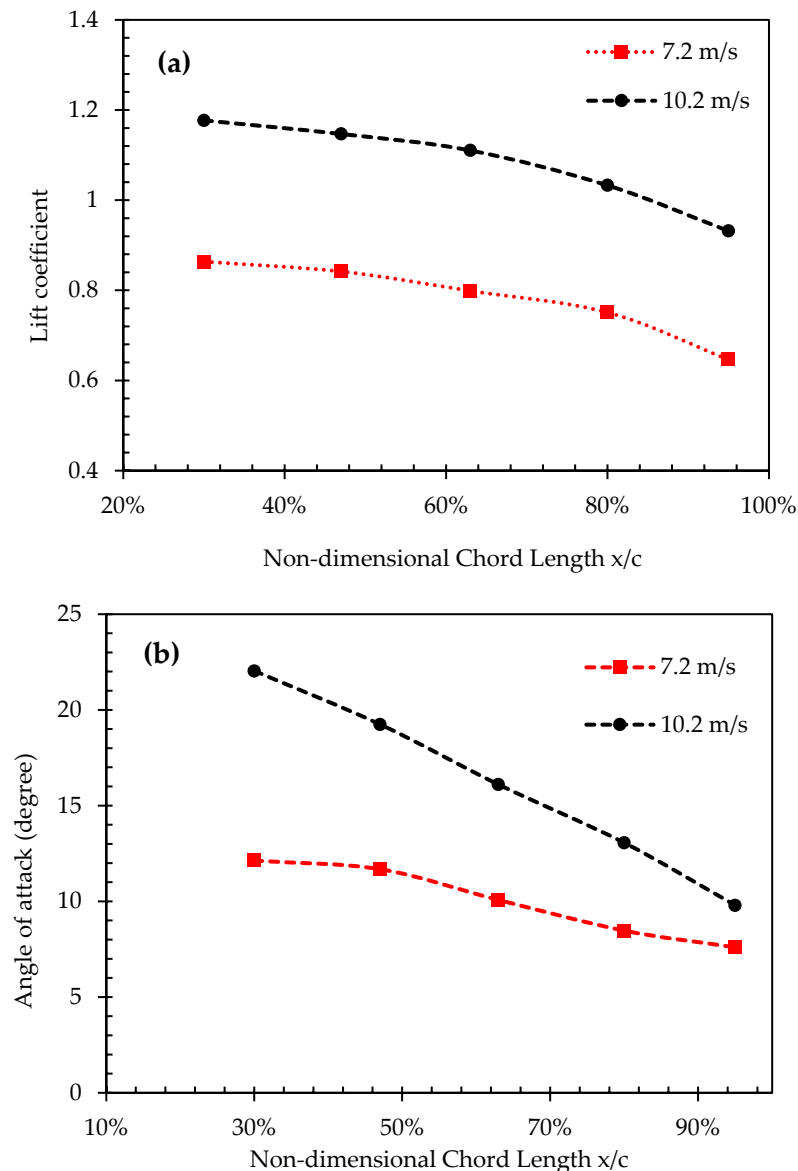 1.4
(a)
7.2 m/s
10.2 m/s
1.2
1
0.8
0.6
0.4
Lift coefficient
20%
40%
60%
80%
100%
Non-dimensional Chord Length x/c
25
(b)
7.2 m/s
10.2 m/s
20
15
10
5
0
Angle of attack (degree)
10%
30%
50%
70%
90%
Non-dimensional Chord Length x/c